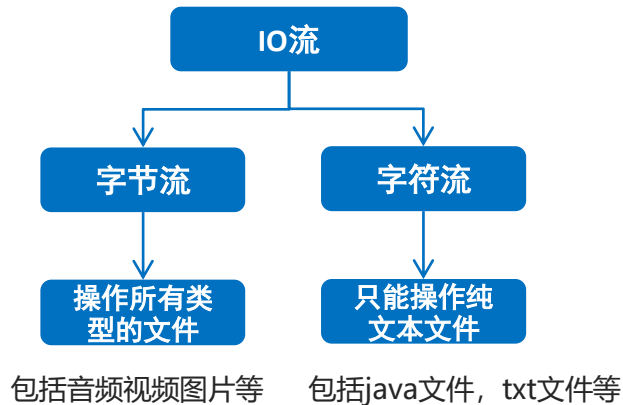 IO流
字节流
字符流
操作所有类
型的文件
只能操作纯
文本文件
包括音频视频图片等
包括java文件，txt文件等